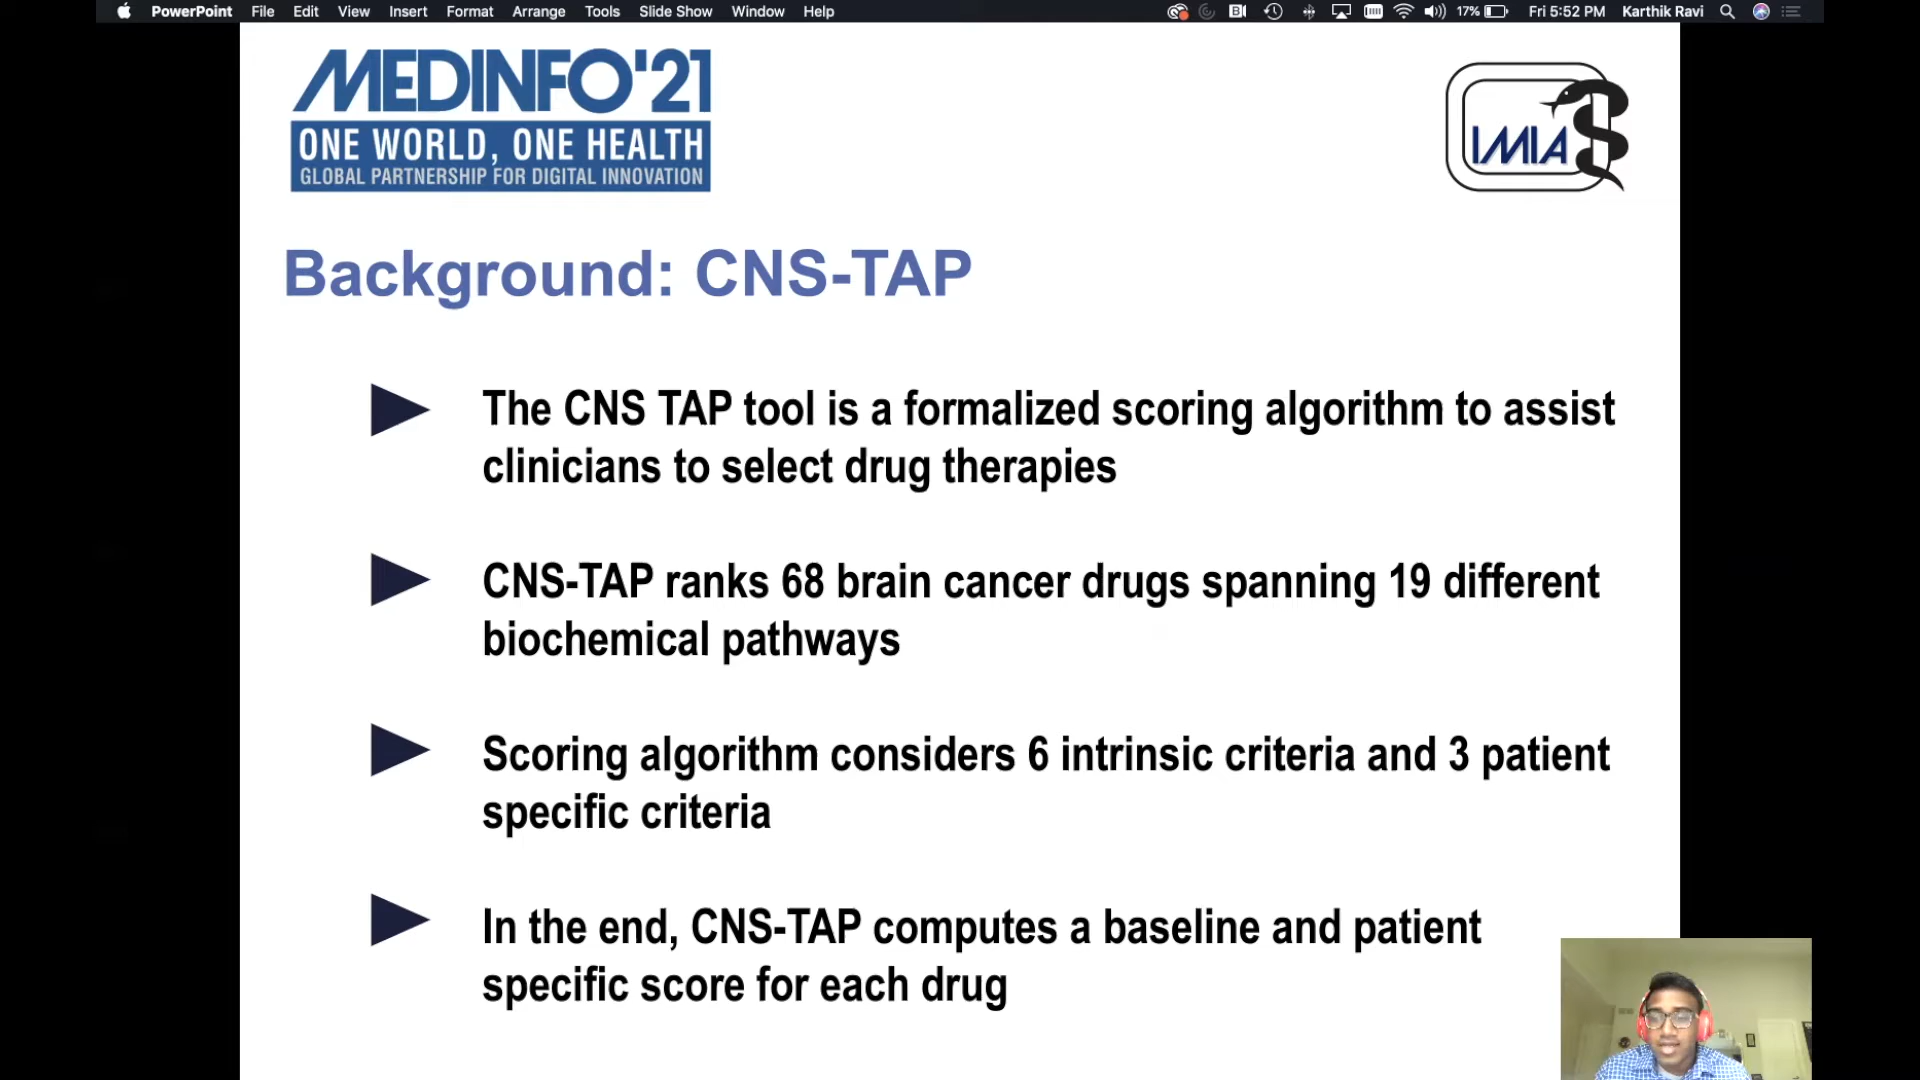 PowerPoint File Edit View Insert Format Arrange Tools Slide Show Window Help 17% Fri 5:52 PM Karthik Ravi
MEDINFO'21
ONE WORLD, ONE HEALTH
GLOBAL PARTNERSHIP FOR DIGITAL INNOVATION
IMIA
Background: CNS-TAP
The CNS TAP tool is a formalized scoring algorithm to assist
clinicians to select drug therapies
CNS-TAP ranks 68 brain cancer drugs spanning 19 different
biochemical pathways
Scoring algorithm considers 6 intrinsic criteria and 3 patient
specific criteria
In the end, CNS-TAP computes a baseline and patient
specific score for each drug